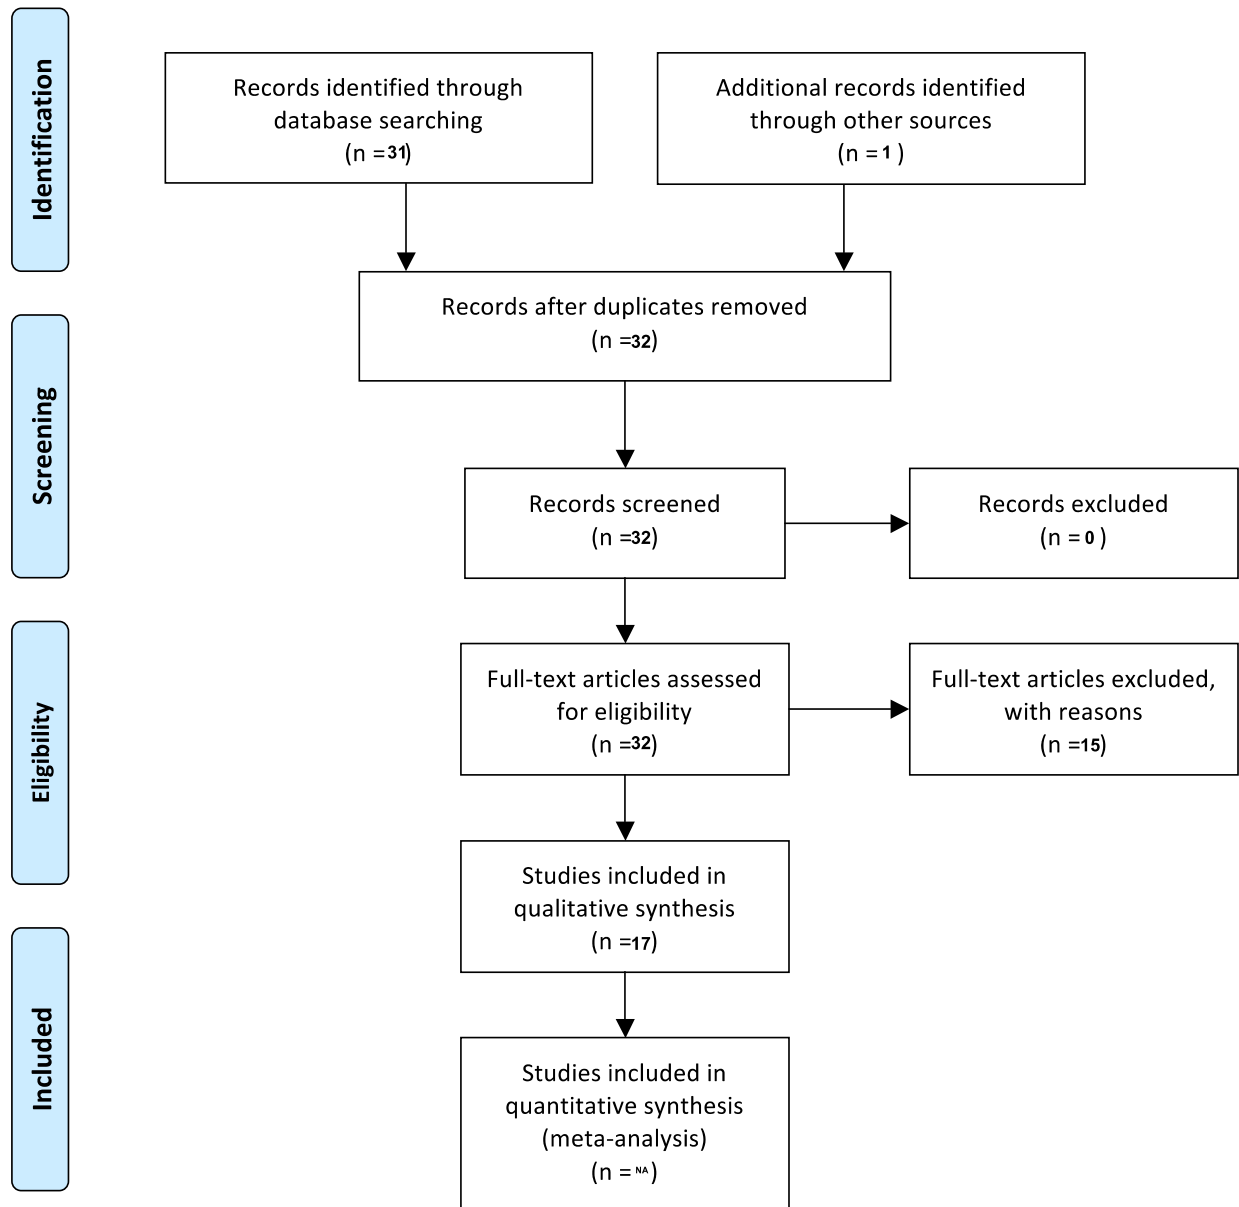 Identification
Records identified through
database searching
(n =31)
Additional records identified
through other sources
(n = 1 )
Records after duplicates removed
(n =32)
Screening
Records screened
(n =32)
Records excluded
(n = 0 )
Eligibility
Full-text articles assessed
for eligibility
(n =32)
Full-text articles excluded,
with reasons
(n =15)
Studies included in
qualitative synthesis
(n =17)
Included
Studies included in
quantitative synthesis
(meta-analysis)
(n = NA)